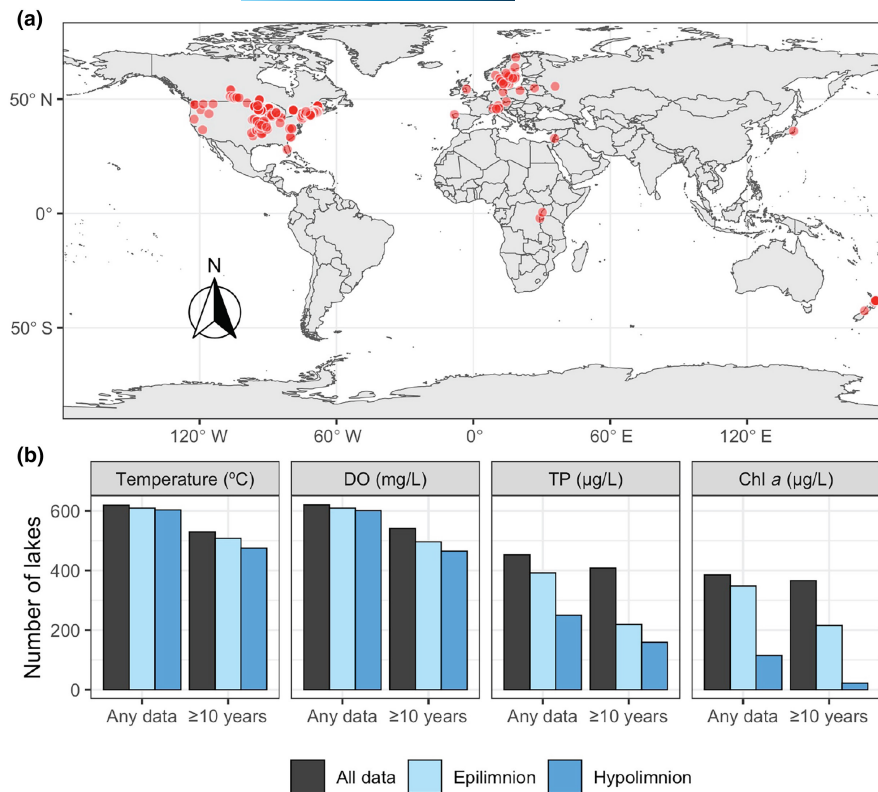 (a)
50° N
0°
50° S
N
120° W 60° W 0° 60° E 120° E
(b)
Temperature (ºC) DO (mg/L) TP (µg/L) Chl a (µg/L)
Number of lakes
600
400
200
0
Any data ≥10 years Any data ≥10 years Any data ≥10 years Any data ≥10 years
All data Epilimnion Hypolimnion